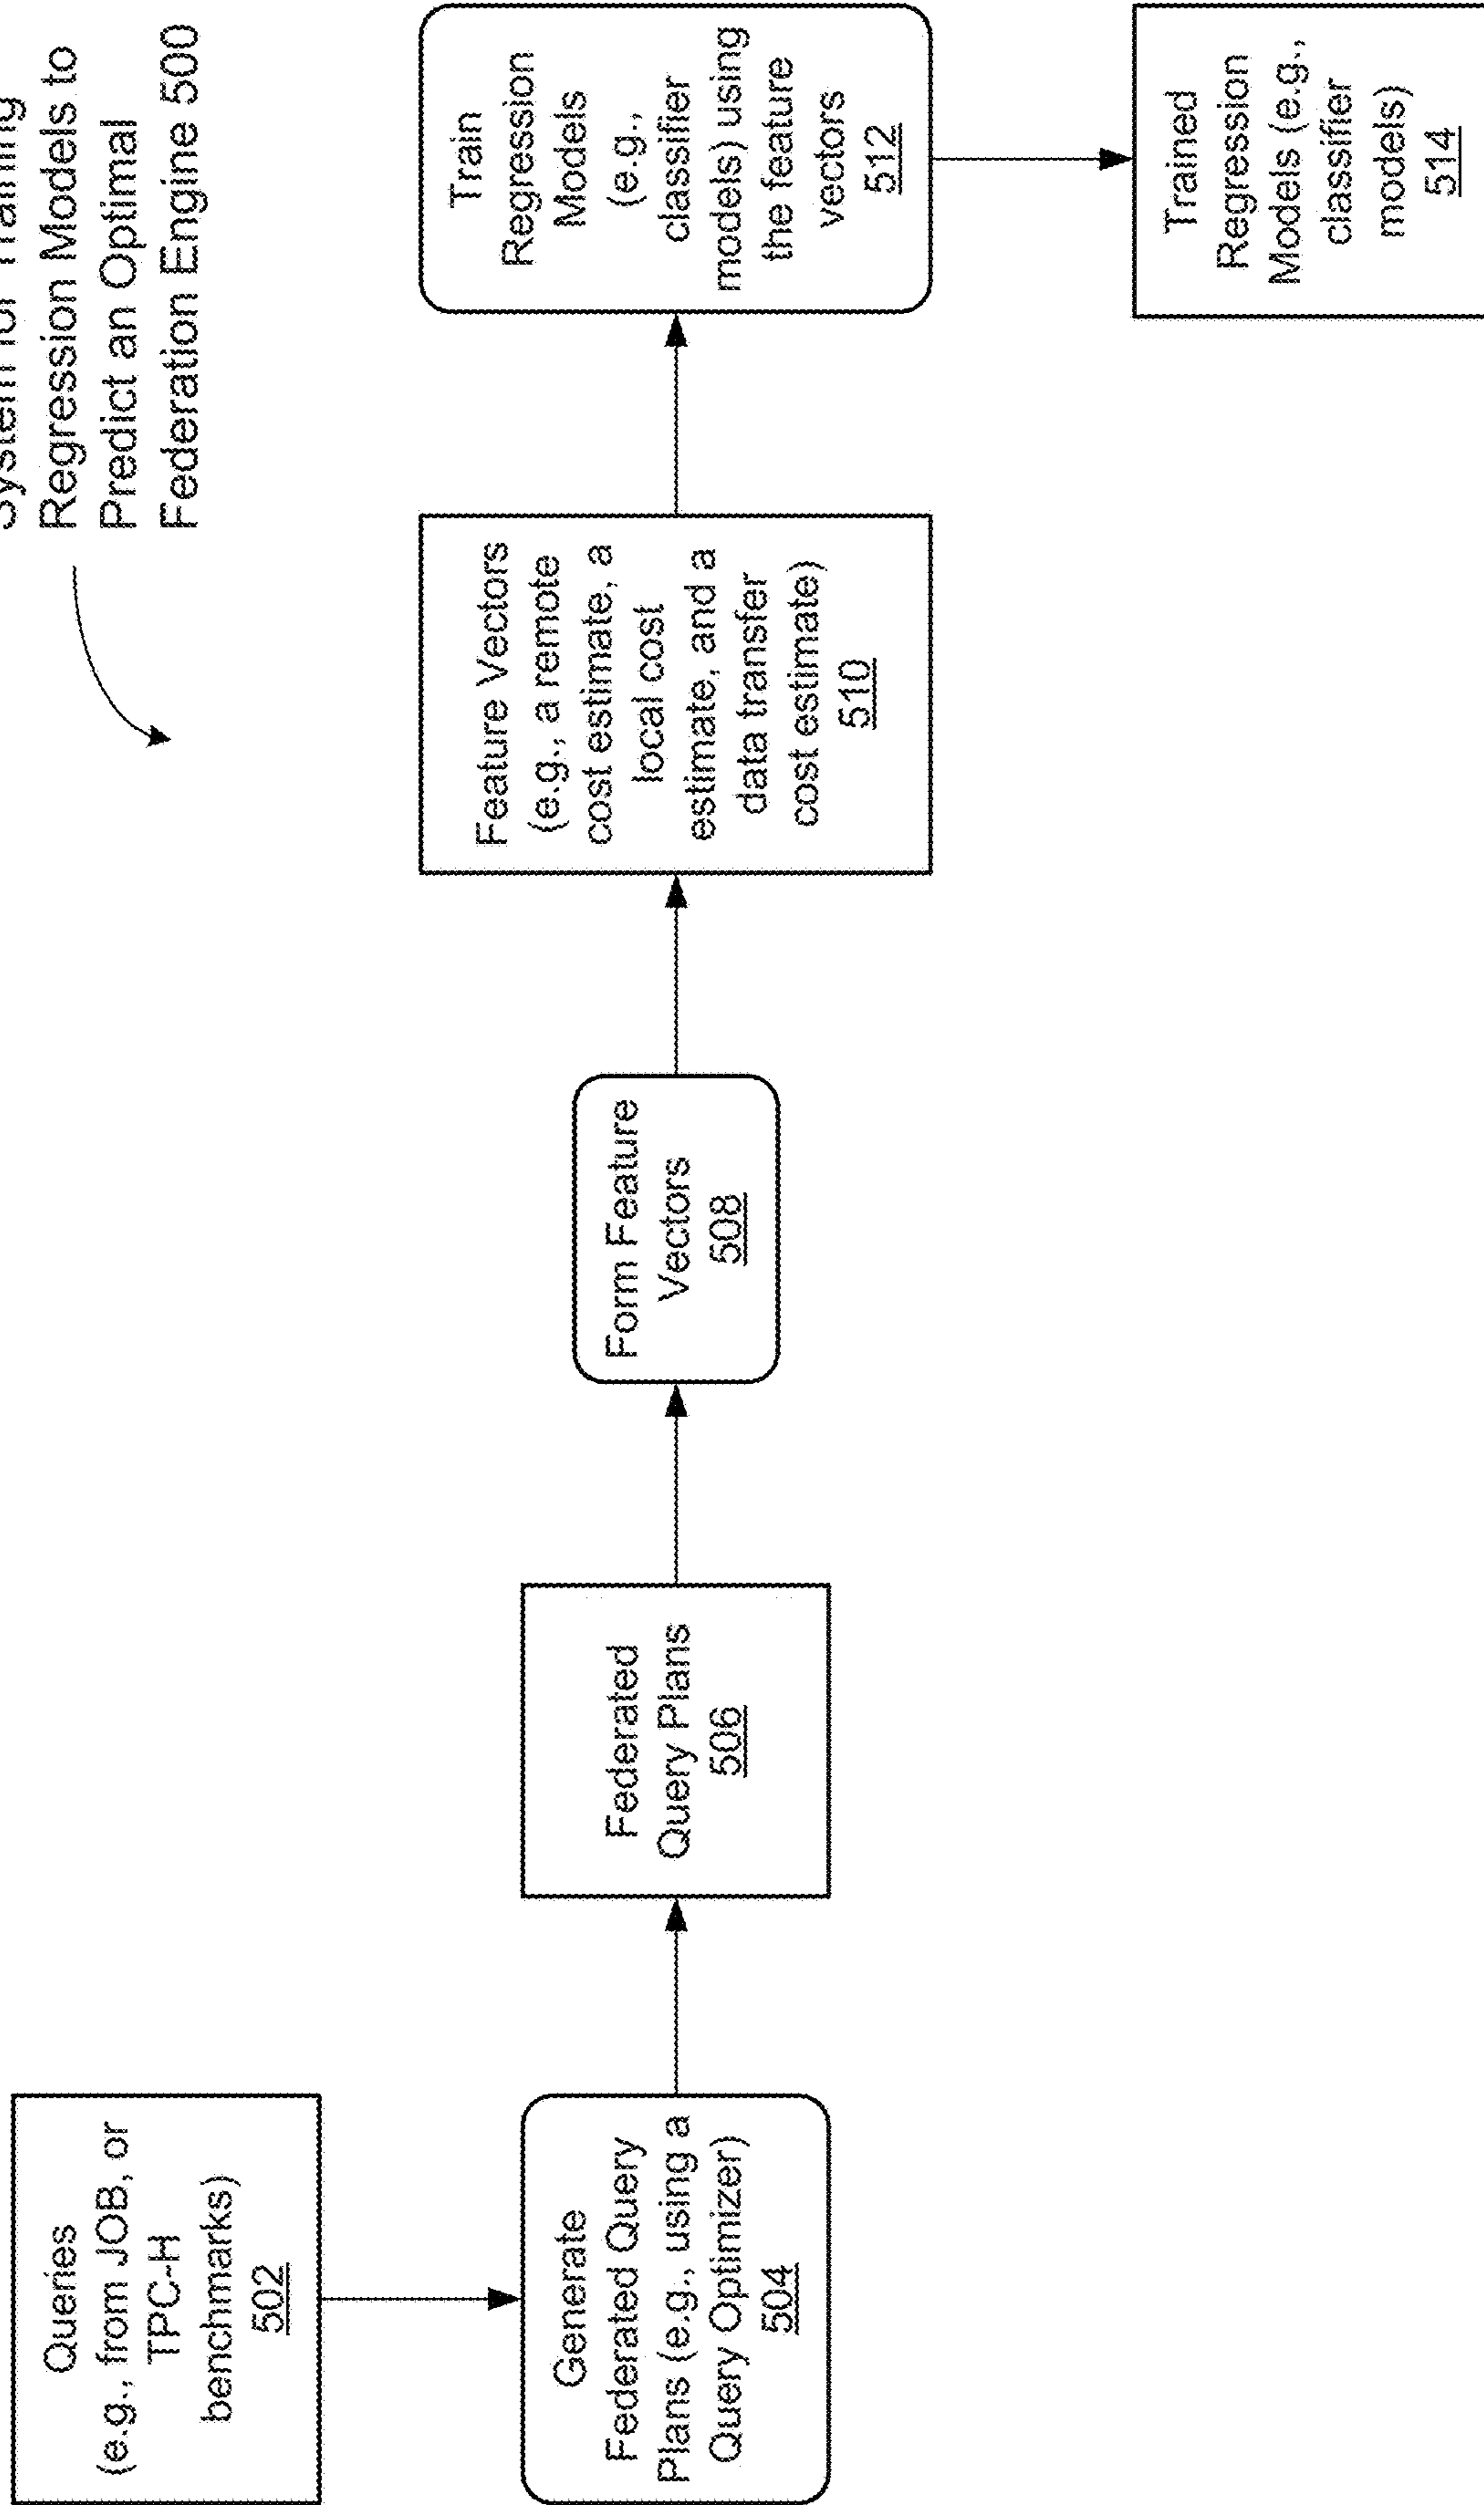 System for Training
Regression Models to
Predict an Optimal
Federation Engine 500
Queries
(e.g., from JOB, or
TPC-H
benchmarks)
502
Generate
Federated Query
Plans (e.g., using a
Query Optimizer)
504
Federated
Query Plans
506
Form Feature
Vectors
508
Feature Vectors
(e.g., a remote
cost estimate, a
local cost
estimate, and a
data transfer
cost estimate)
510
Train
Regression
Models
(e.g.,
classifier
models) using
the feature
vectors
512
Trained
Regression
Models (e.g.,
classifier
models)
514